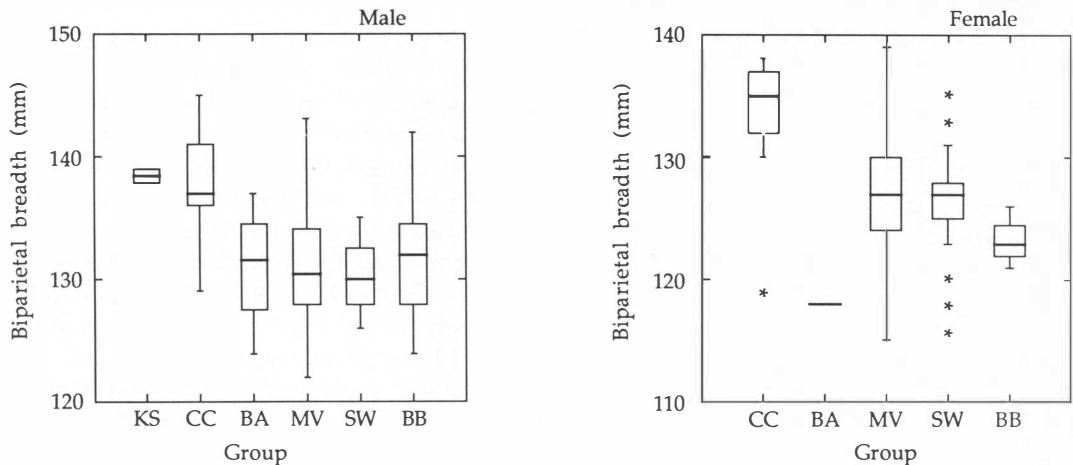 Male
Biparietal breadth (mm)
150
140
130
120
KS CC BA MV SW BB
Group
Female
Biparietal breadth (mm)
140
130
120
110
CC BA MV SW BB
Group